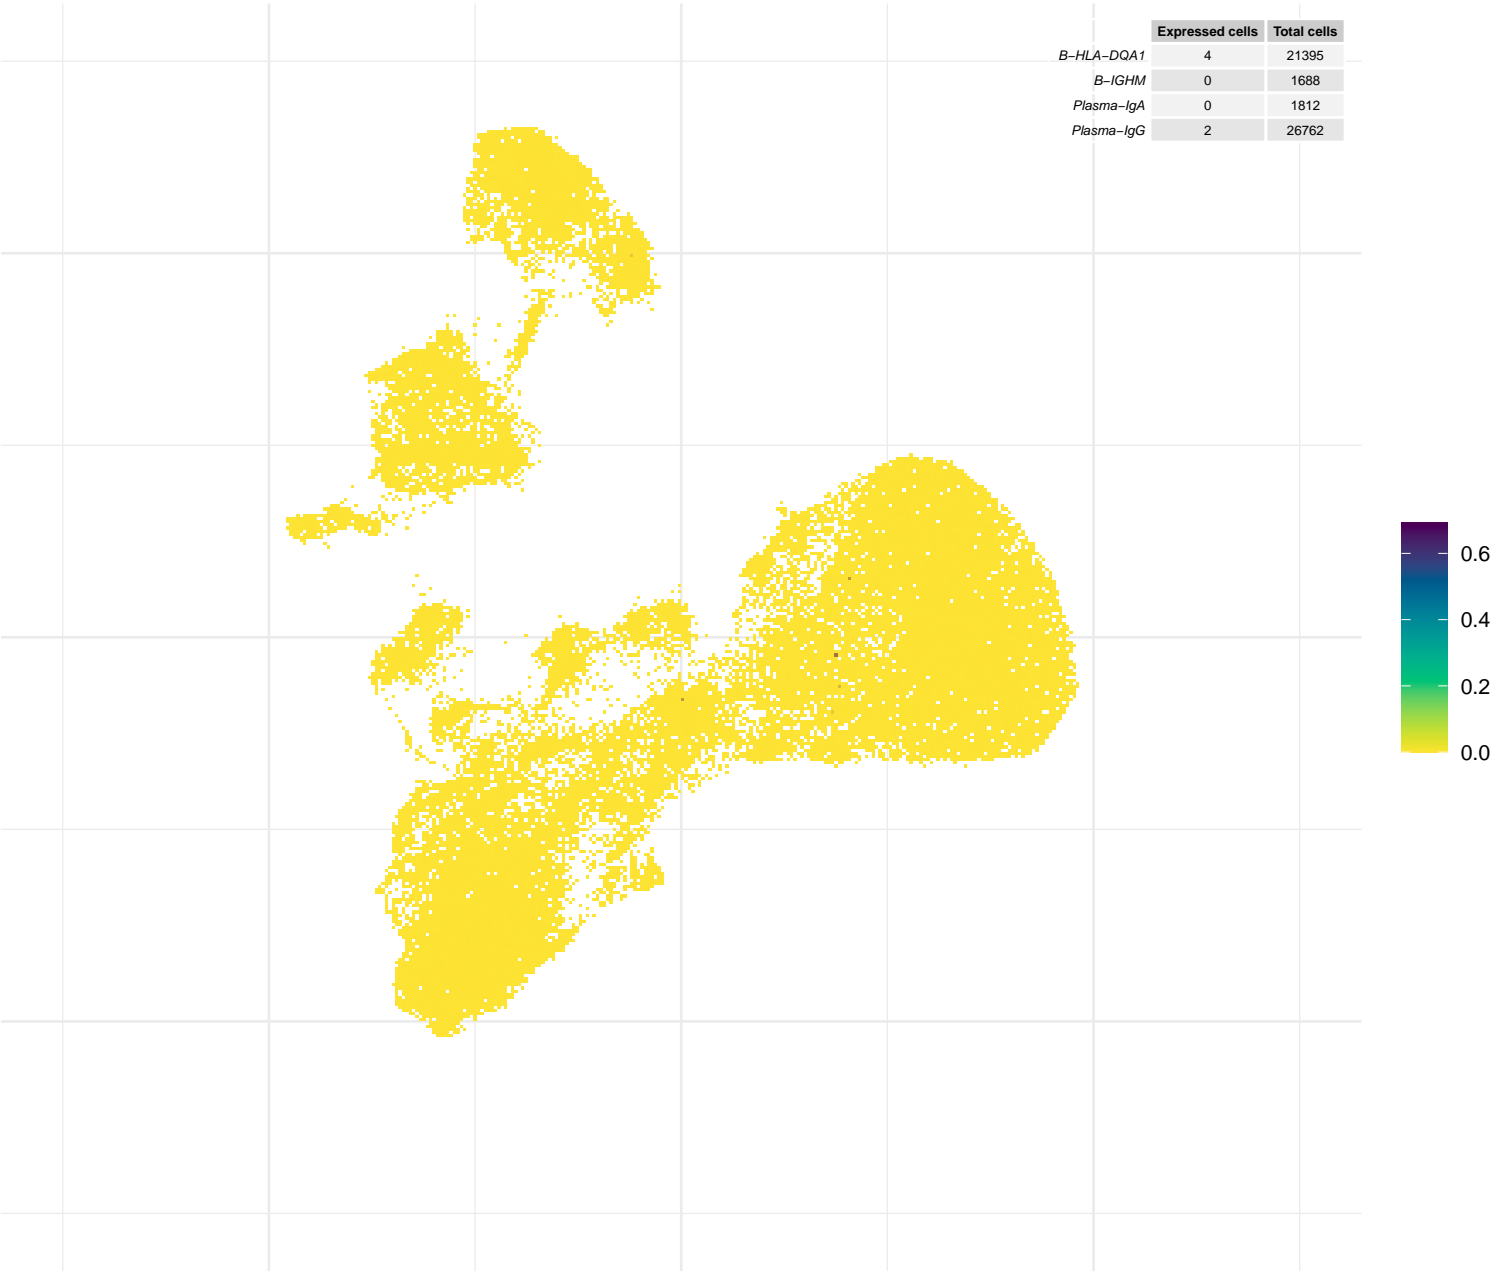 Expressed cells Total cells
B−HLA−DQA1 4 21395
B−IGHM 0 1688
Plasma−IgA 0 1812
Plasma−IgG 2 26762
0.6
0.4
0.2
0.0